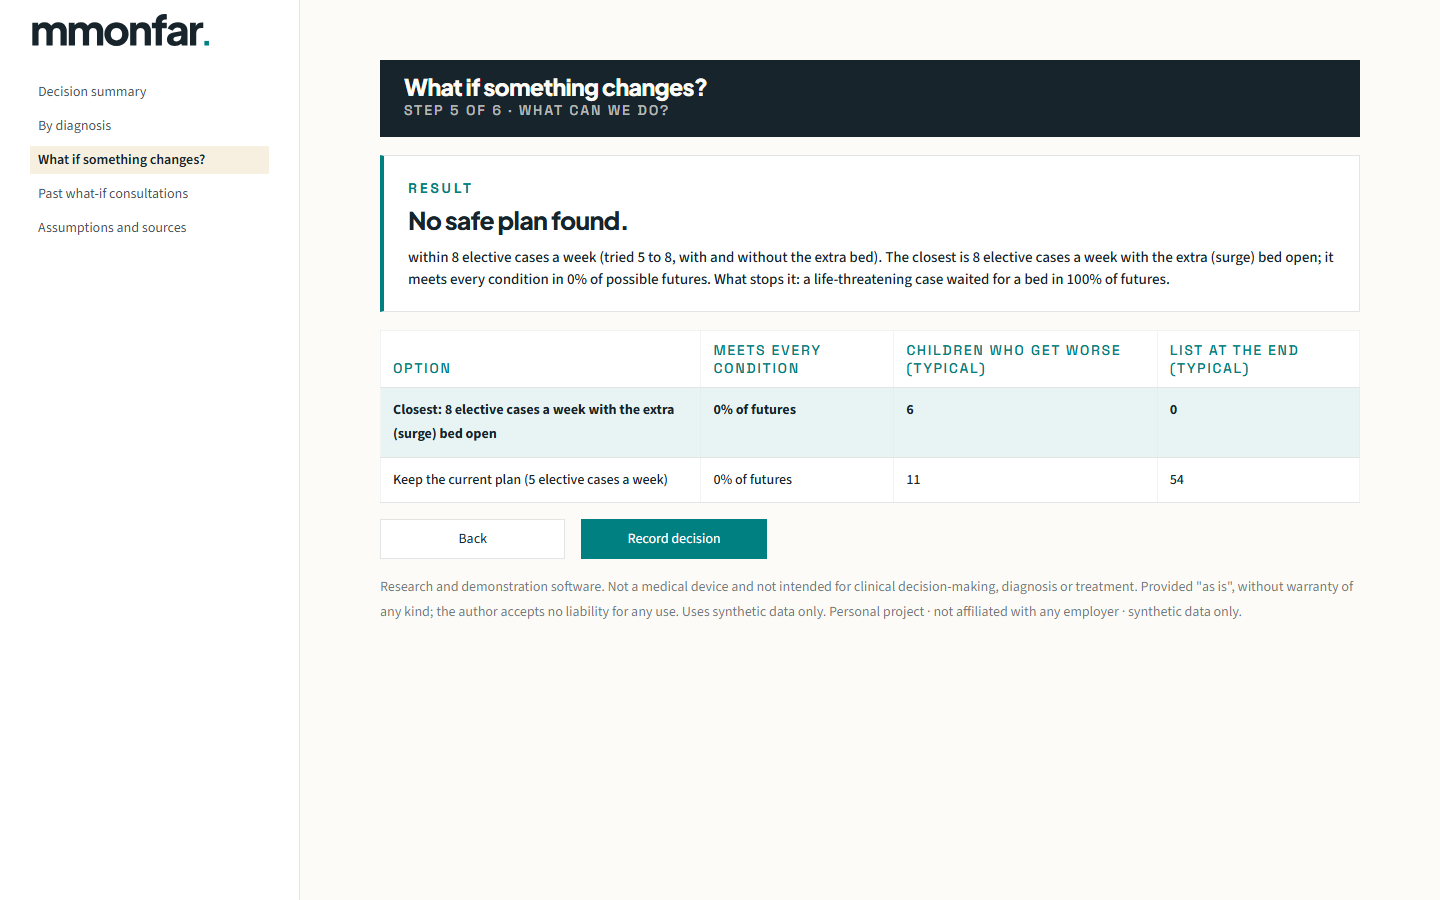 mmonfar.
Decision summary
By diagnosis
What if something changes?
Past what-if consultations
Assumptions and sources
What if something changes?
STEP 5 OF 6 · WHAT CAN WE DO?
RESULT
No safe plan found.
within 8 elective cases a week (tried 5 to 8, with and without the extra bed). The closest is 8 elective cases a week with the extra (surge) bed open; it
meets every condition in 0% of possible futures. What stops it: a life-threatening case waited for a bed in 100% of futures.
OPTION
MEETS EVERY
CONDITION
CHILDREN WHO GET WORSE
(TYPICAL)
LIST AT THE END
(TYPICAL)
Closest: 8 elective cases a week with the extra
(surge) bed open
0% of futures
6
0
Keep the current plan (5 elective cases a week)
0% of futures
11
54
Back
Record decision
Research and demonstration software. Not a medical device and not intended for clinical decision-making, diagnosis or treatment. Provided "as is", without warranty of
any kind; the author accepts no liability for any use. Uses synthetic data only. Personal project · not affiliated with any employer · synthetic data only.